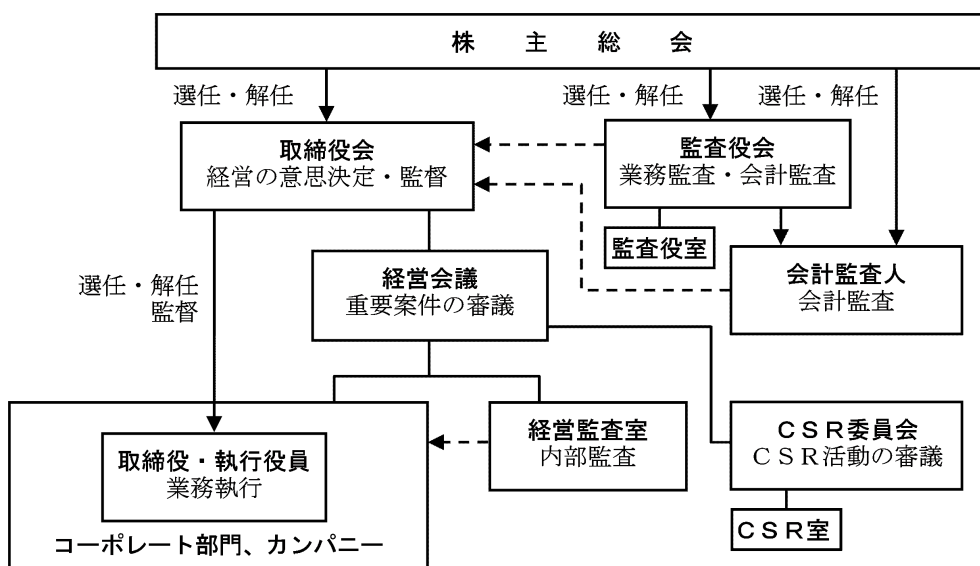 株主総会
選任・解任
選任・解任
選任・解任
取締役会
経営の意思決定・監督
監査役会
業務監査・会計監査
監査役室
会計監査人
会計監査
経営会議
重要案件の審議
選任・解任
監督
取締役・執行役員
業務執行
コーポレート部門、カンパニー
経営監査室
内部監査
ＣＳＲ委員会
ＣＳＲ活動の審議
ＣＳＲ室